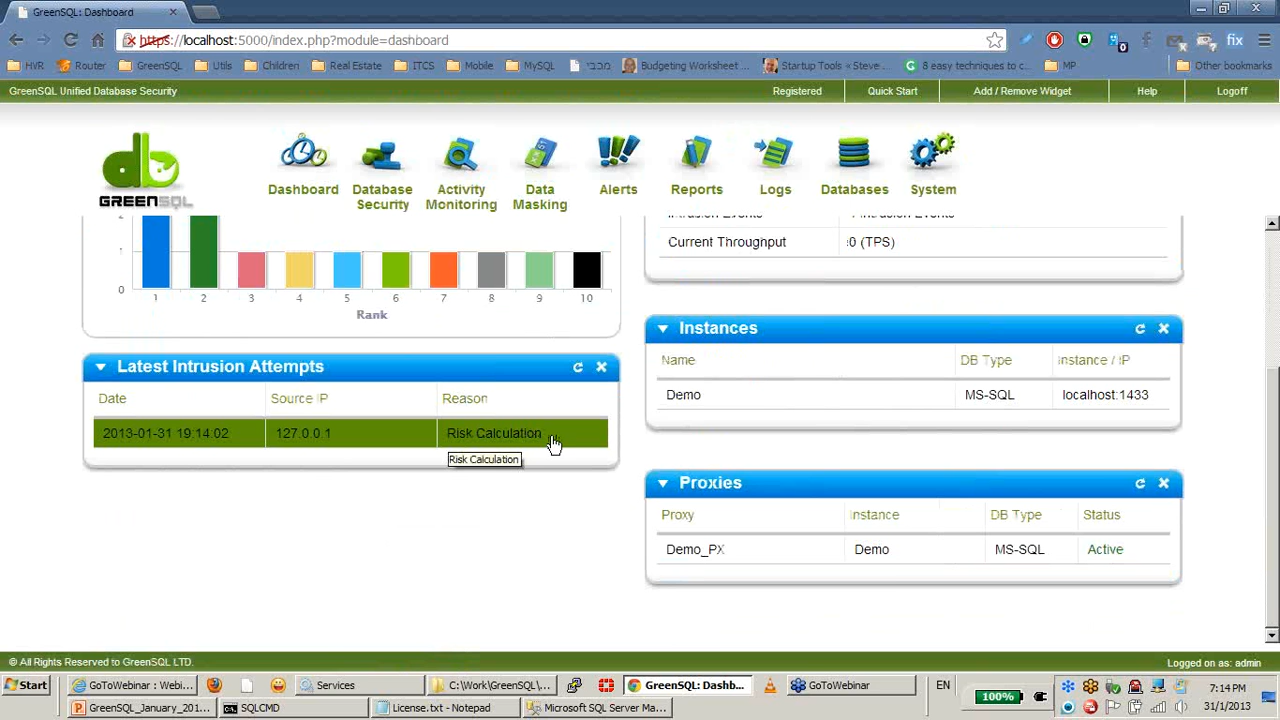 GreenSQL: Dashboard
https://localhost:5000/index.php?module=dashboard
HVR Router GreenSQL Utils Children Real Estate ITCS Mobile MySQL מכבי Budgeting Worksheet ... Startup Tools « Steve... 8 easy techniques to c... MP Other bookmarks
GreenSQL Unified Database Security Registered Quick Start Add / Remove Widget Help Logoff
db
GREENSQL
Dashboard Database Security Activity Monitoring Data Masking Alerts Reports Logs Databases System
Current Throughput :0 (TPS)
1
0
1 2 3 4 5 6 7 8 9 10
Rank
Latest Intrusion Attempts
Date Source IP Reason
2013-01-31 19:14:02 127.0.0.1 Risk Calculation
Risk Calculation
Instances
Name DB Type Instance / IP
Demo MS-SQL localhost:1433
Proxies
Proxy Instance DB Type Status
Demo_PX Demo MS-SQL Active
© All Rights Reserved to GreenSQL LTD. Logged on as: admin
Start GoToWebinar : Webi... Services C:\Work\GreenSQL\... GreenSQL: Dashb... GoToWebinar EN 100% 7:14 PM
GreenSQL_January_201... SQLCMD License.txt - Notepad Microsoft SQL Server Ma... 31/1/2013